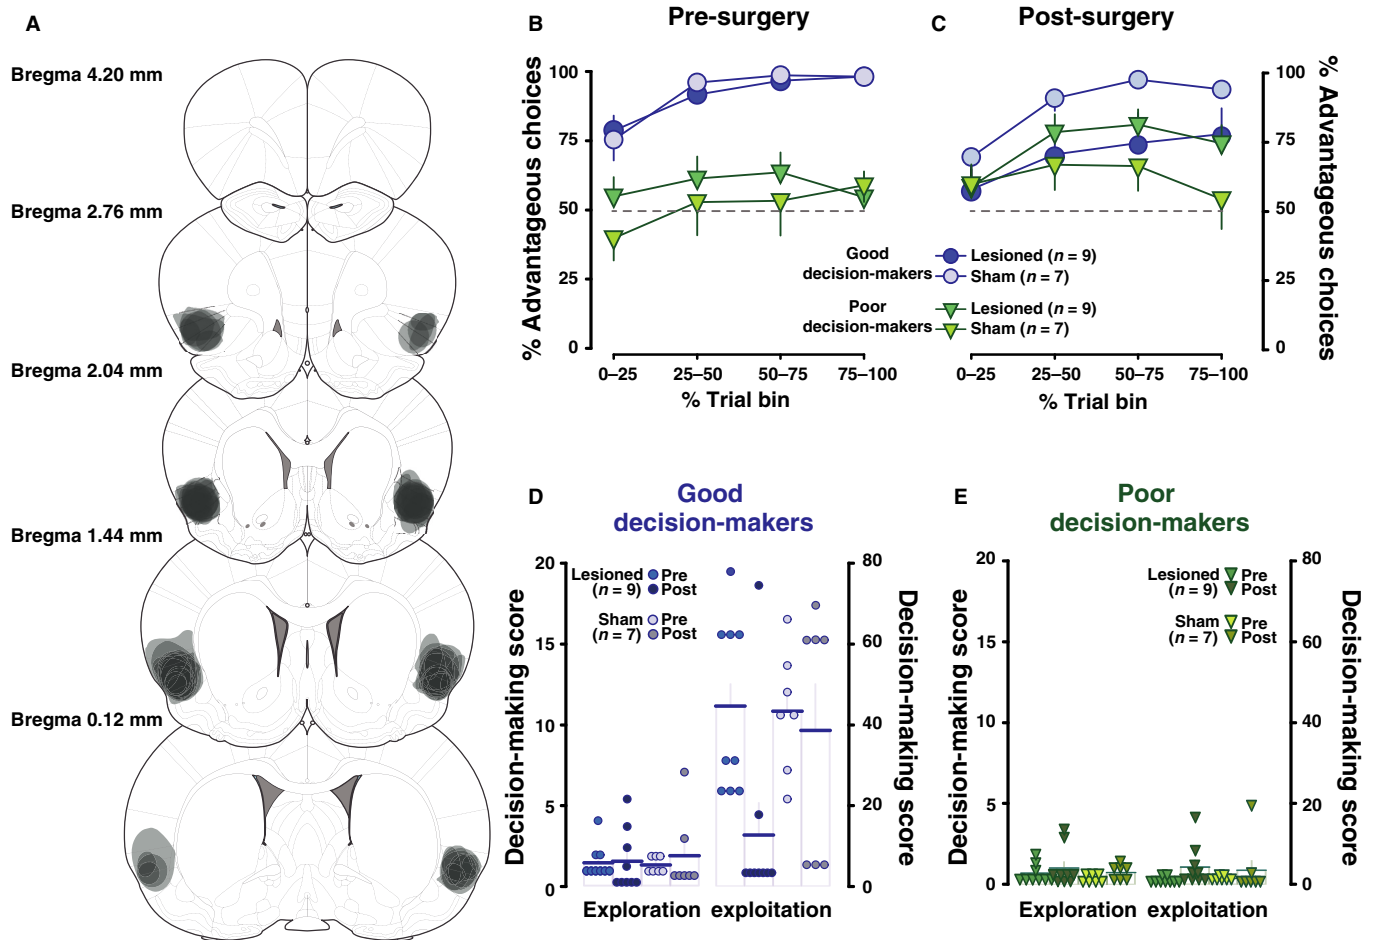 A
Bregma 4.20 mm
Bregma 2.76 mm
Bregma 2.04 mm
Bregma 1.44 mm
Bregma 0.12 mm
B
Pre-surgery
% Advantageous choices
100
75
50
25
0
0–25
25–50
50–75
75–100
% Trial bin
C
Post-surgery
% Advantageous choices
100
75
50
25
0
0–25
25–50
50–75
75–100
% Trial bin
Good
decision-makers
Lesioned (n = 9)
Sham (n = 7)
Poor
decision-makers
Lesioned (n = 9)
Sham (n = 7)
D
Good
decision-makers
Decision-making score
20
15
10
5
0
Lesioned
(n = 9)
Pre
Post
Sham
(n = 7)
Pre
Post
80
60
40
20
0
Decision-making score
Exploration
exploitation
E
Poor
decision-makers
Decision-making score
20
15
10
5
0
Lesioned
(n = 9)
Pre
Post
Sham
(n = 7)
Pre
Post
80
60
40
20
0
Decision-making score
Exploration
exploitation